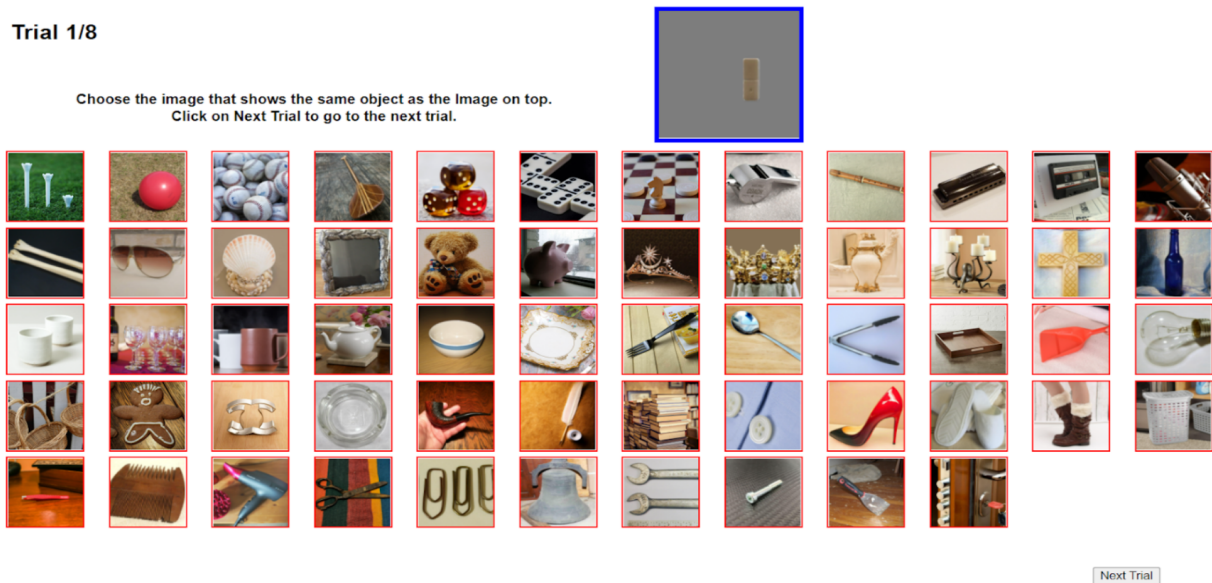 Trial 1/8
Choose the image that shows the same object as the Image on top.
Click on Next Trial to go to the next trial.
Next Trial